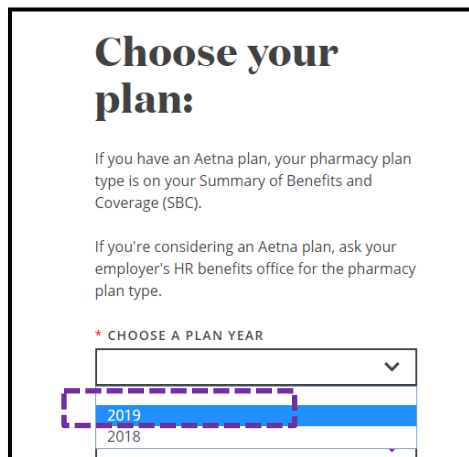 Choose your
plan:
If you have an Aetna plan, your pharmacy plan
type is on your Summary of Benefits and
Coverage (SBC).
If you're considering an Aetna plan, ask your
employer's HR benefits office for the pharmacy
plan type.
* CHOOSE A PLAN YEAR
2019
2018